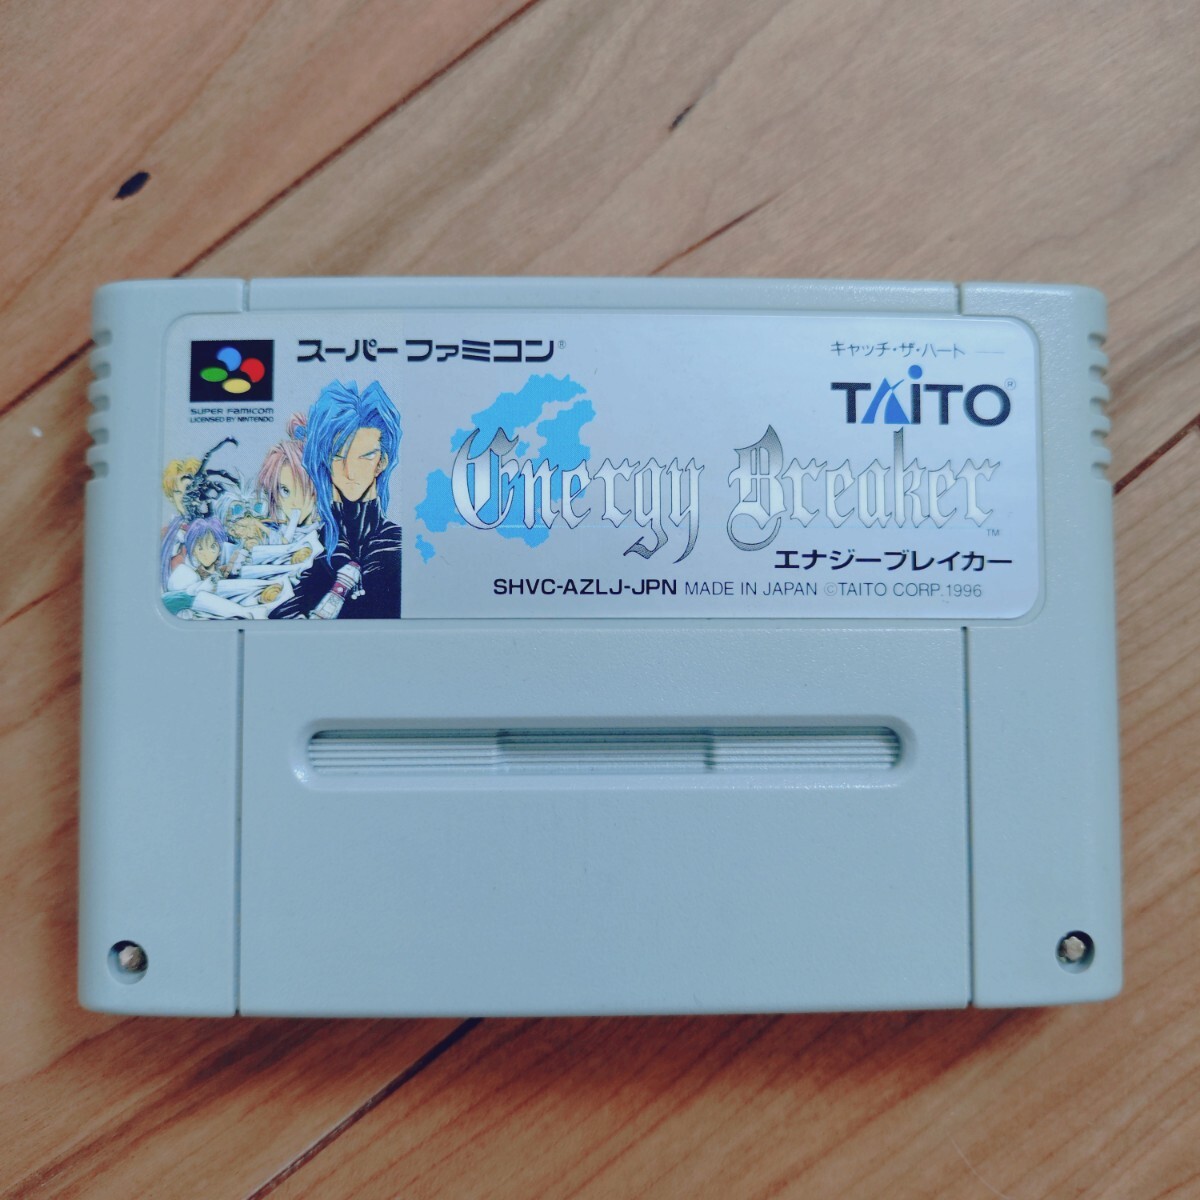 スーパーファミコン®
SUPER FAMICOM
LICENSED BY NINTENDO
キャッチ・ザ・ハート
TAITO®
Energy Breaker™
エナジーブレイカー
SHVC-AZLJ-JPN MADE IN JAPAN ©TAITO CORP. 1996